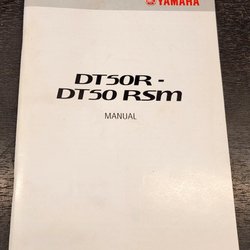 YAMAHA
DT50R -
DT50 RSM
MANUAL